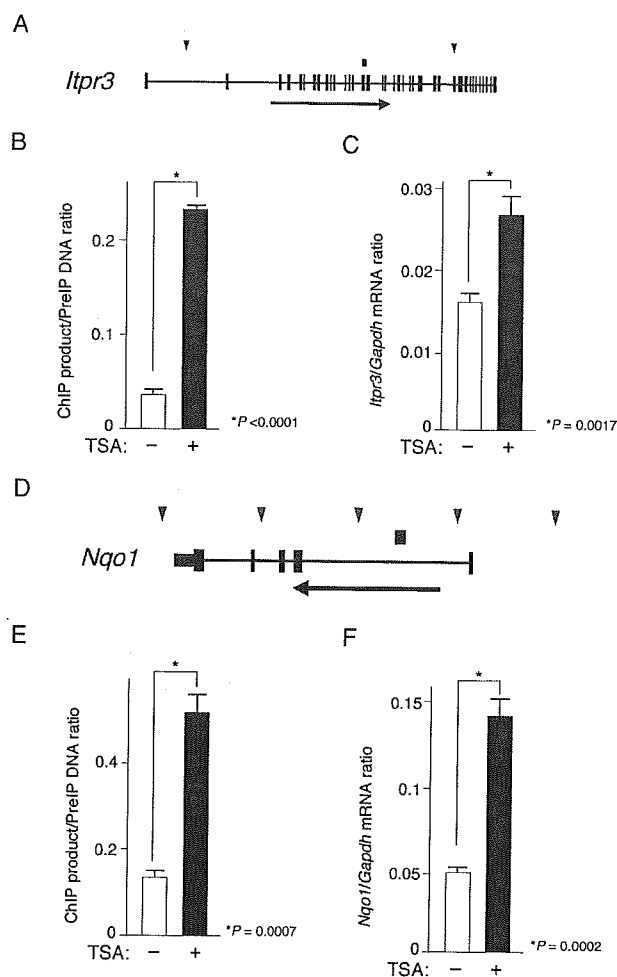 A
Itpr3
B
ChIP product/PreIP DNA ratio
0.2
0.1
0
*
TSA: − +
*P <0.0001
C
Itpr3/Gapdh mRNA ratio
0.03
0.02
0.01
0
*
TSA: − +
*P = 0.0017
D
Nqo1
E
ChIP product/PreIP DNA ratio
0.4
0.2
0
*
TSA: − +
*P = 0.0007
F
Nqo1/Gapdh mRNA ratio
0.15
0.1
0.05
0
*
TSA: − +
*P = 0.0002